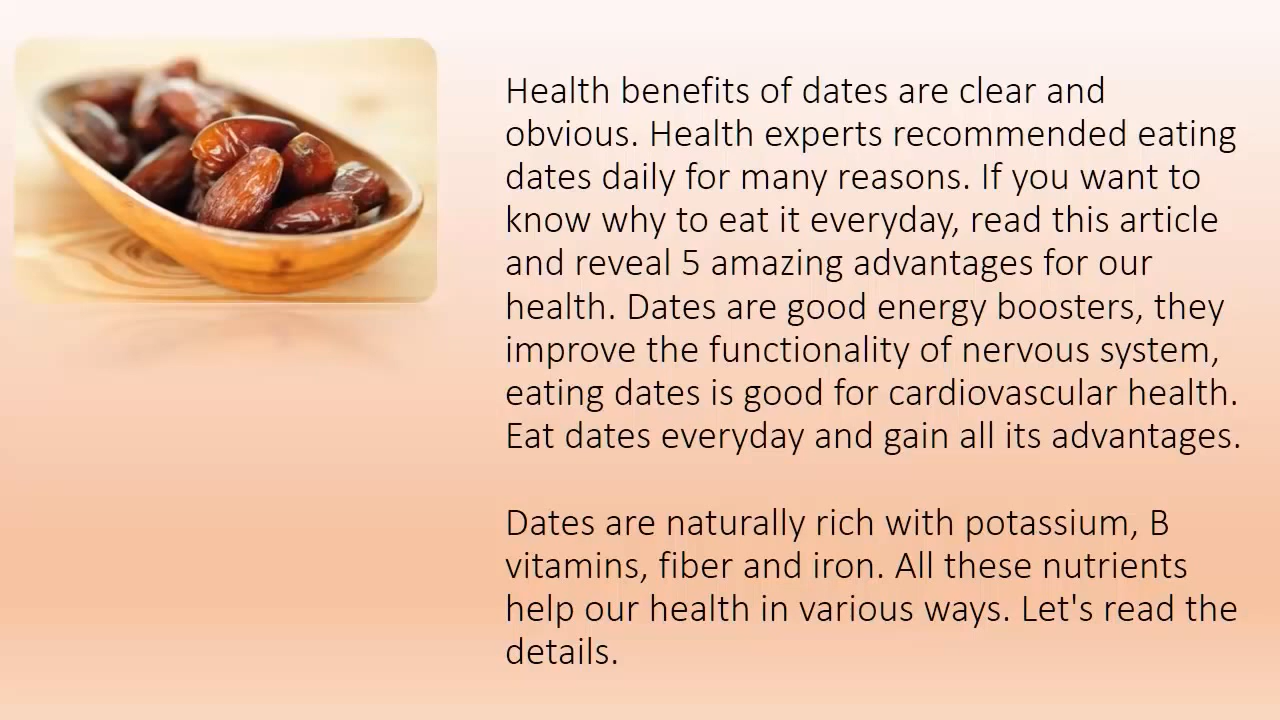 Health benefits of dates are clear and
obvious. Health experts recommended eating
dates daily for many reasons. If you want to
know why to eat it everyday, read this article
and reveal 5 amazing advantages for our
health. Dates are good energy boosters, they
improve the functionality of nervous system,
eating dates is good for cardiovascular health.
Eat dates everyday and gain all its advantages.
Dates are naturally rich with potassium, B
vitamins, fiber and iron. All these nutrients
help our health in various ways. Let's read the
details.